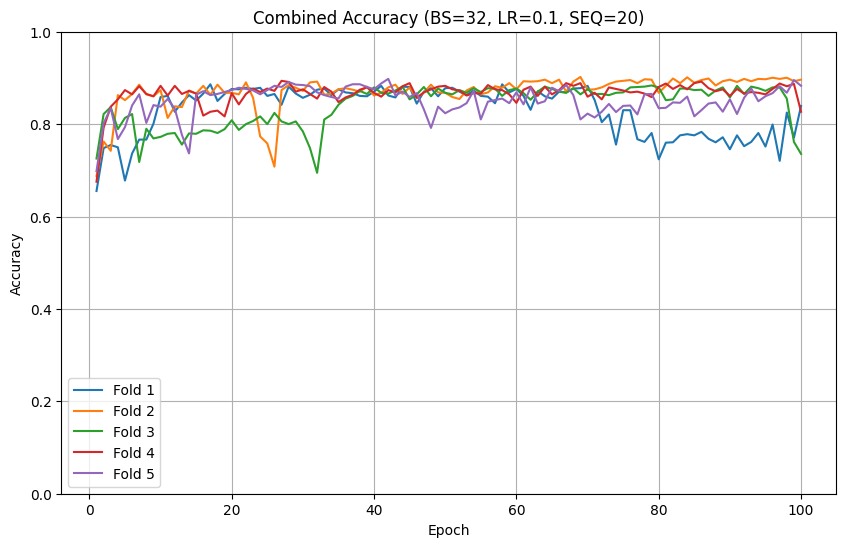 Combined Accuracy (BS=32, LR=0.1, SEQ=20)
1.0
0.8
0.6
0.4
0.2
0.0
Accuracy
Fold 1
Fold 2
Fold 3
Fold 4
Fold 5
0 20 40 60 80 100
Epoch